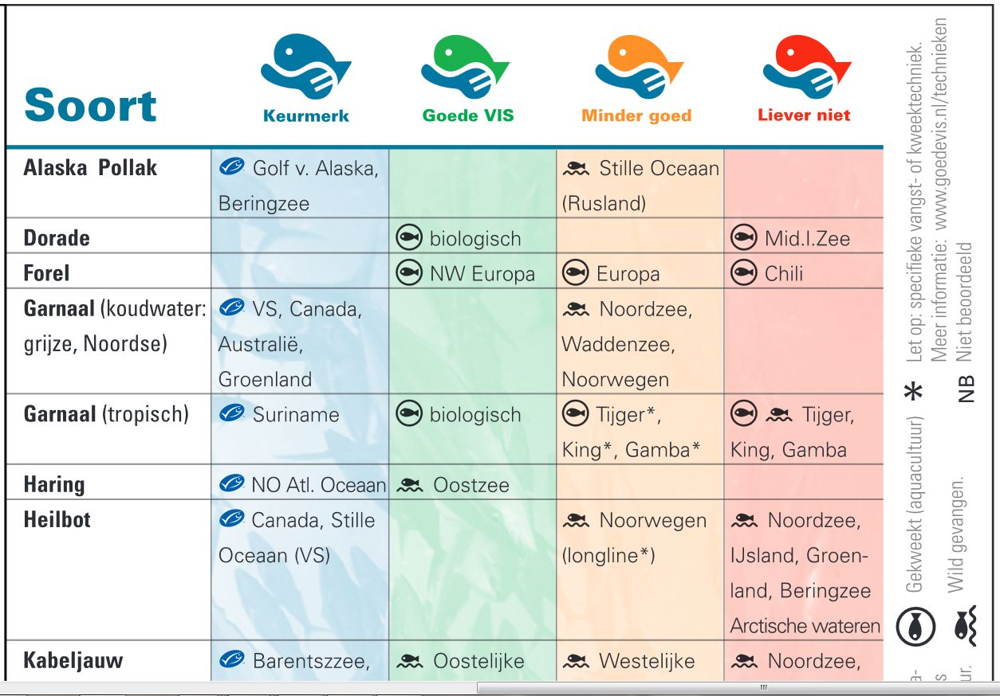 Soort
Keurmerk
Goede VIS
Minder goed
Liever niet
Alaska Pollak
Golf v. Alaska,
Beringzee
Stille Oceaan
(Rusland)
Dorade
biologisch
Mid.l.Zee
Forel
NW Europa
Europa
Chili
Garnaal (koudwater:
grijze, Noordse)
VS, Canada,
Australië,
Groenland
Noordzee,
Waddenzee,
Noorwegen
Garnaal (tropisch)
Suriname
biologisch
Tijger*,
King*, Gamba*
Tijger,
King, Gamba
Haring
NO Atl. Oceaan
Oostzee
Heilbot
Canada, Stille
Oceaan (VS)
Noorwegen
(longline*)
Noordzee,
IJsland, Groen-
land, Beringzee
Arctische wateren
Kabeljauw
Barentszzee,
Oostelijke
Westelijke
Noordzee,
Gekweekt (aquacultuur)
Wild gevangen.
* Let op: specifieke vangst- of kweektechniek.
Meer informatie: www.goedevis.nl/technieken
NB Niet beoordeeld